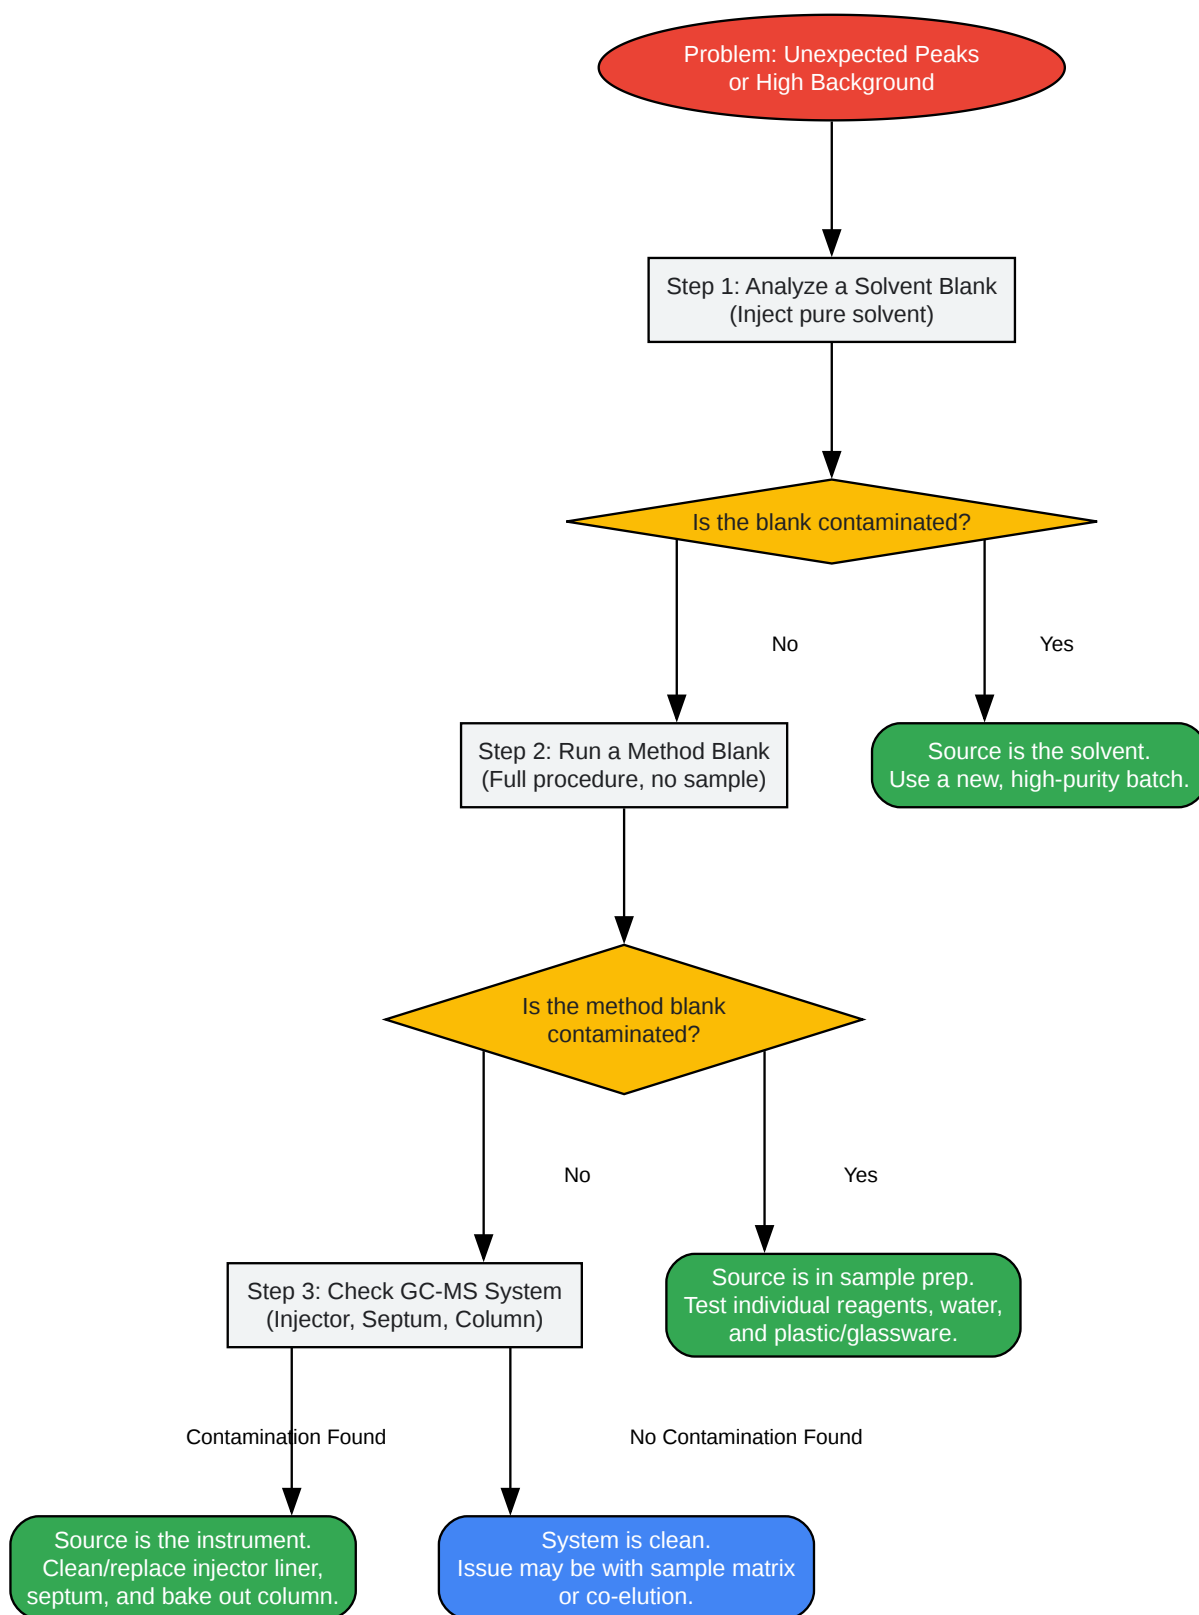 Problem: Unexpected Peaks
or High Background
Step 1: Analyze a Solvent Blank
(Inject pure solvent)
Is the blank contaminated?
No
Yes
Step 2: Run a Method Blank
(Full procedure, no sample)
Source is the solvent.
Use a new, high-purity batch.
Is the method blank
contaminated?
No
Yes
Step 3: Check GC-MS System
(Injector, Septum, Column)
Source is in sample prep.
Test individual reagents, water,
and plastic/glassware.
Contamination Found
No Contamination Found
Source is the instrument.
Clean/replace injector liner,
septum, and bake out column.
System is clean.
Issue may be with sample matrix
or co-elution.